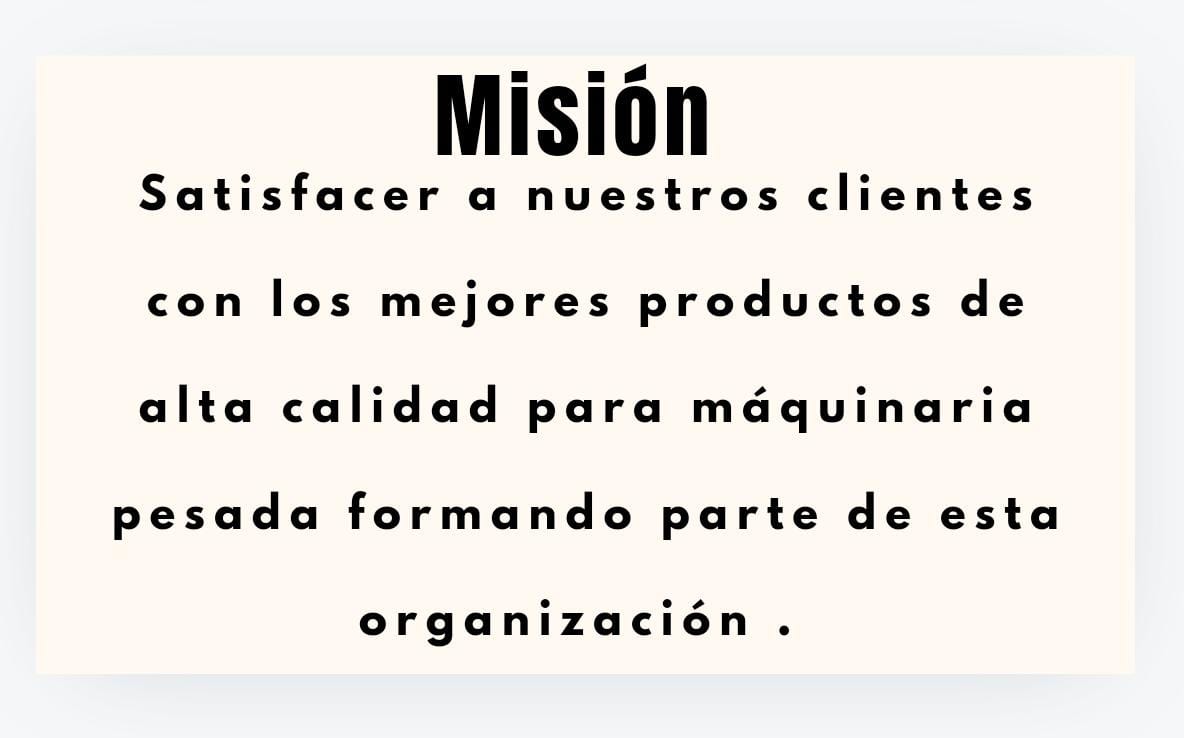 Misión
Satisfacer a nuestros clientes
con los mejores productos de
alta calidad para máquinaria
pesada formando parte de esta
organización .